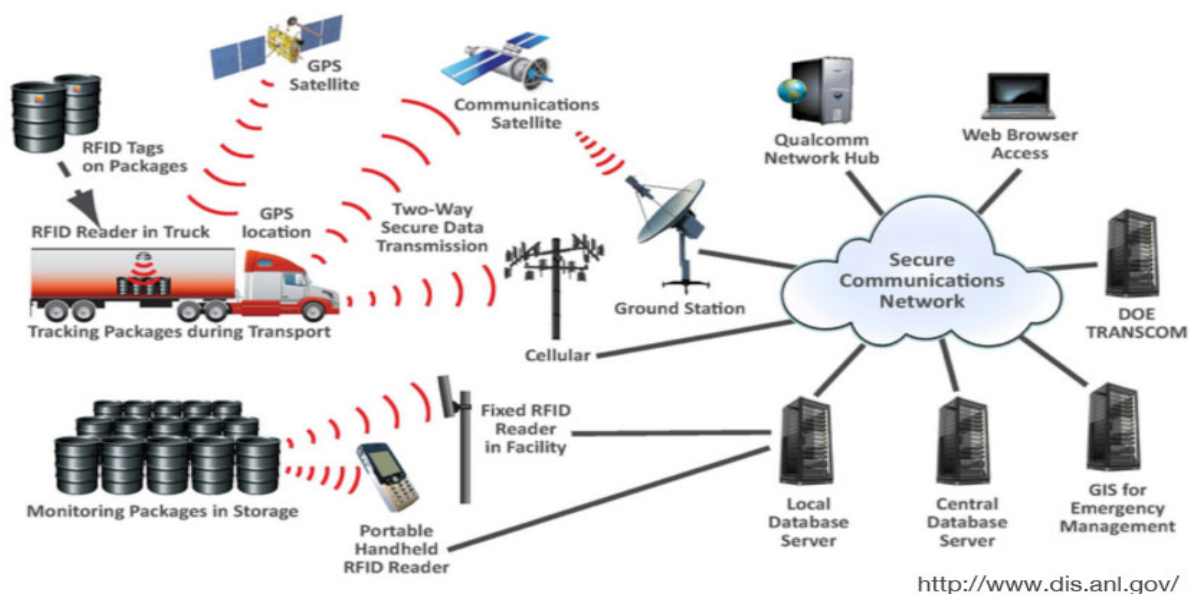 GPS
Satellite
Communications
Satellite
RFID Tags
on Packages
Qualcomm
Network Hub
Web Browser
Access
RFID Reader in Truck
GPS
location
Two-Way
Secure Data
Transmission
Tracking Packages during Transport
Cellular
Ground Station
Secure
Communications
Network
DOE
TRANSCOM
Fixed RFID
Reader
in Facility
Monitoring Packages in Storage
Portable
Handheld
RFID Reader
Local
Database
Server
Central
Database
Server
GIS for
Emergency
Management
http://www.dis.anl.gov/